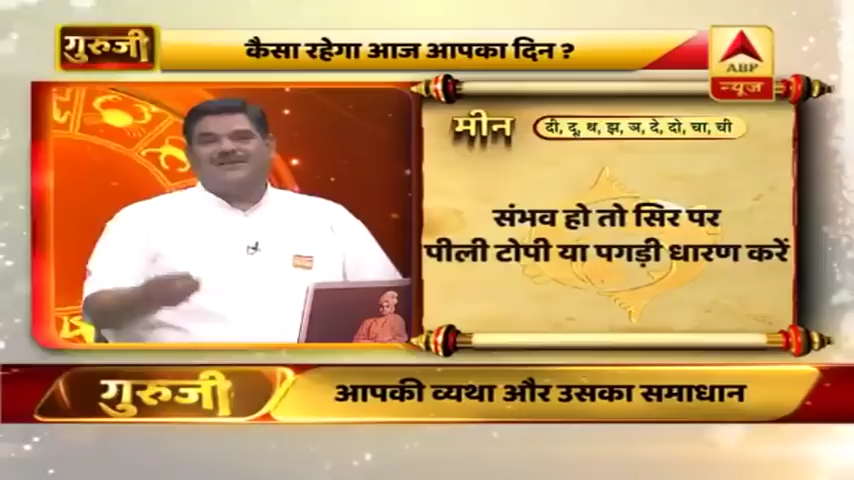 गुरुजी
कैसा रहेगा आज आपका दिन ?
ABP
न्यूज़
मीन
दी, दू, थ, झ, ञ, दे, दो, चा, ची
संभव हो तो सिर पर
पीली टोपी या पगड़ी धारण करें
गुरुजी
आपकी व्यथा और उसका समाधान